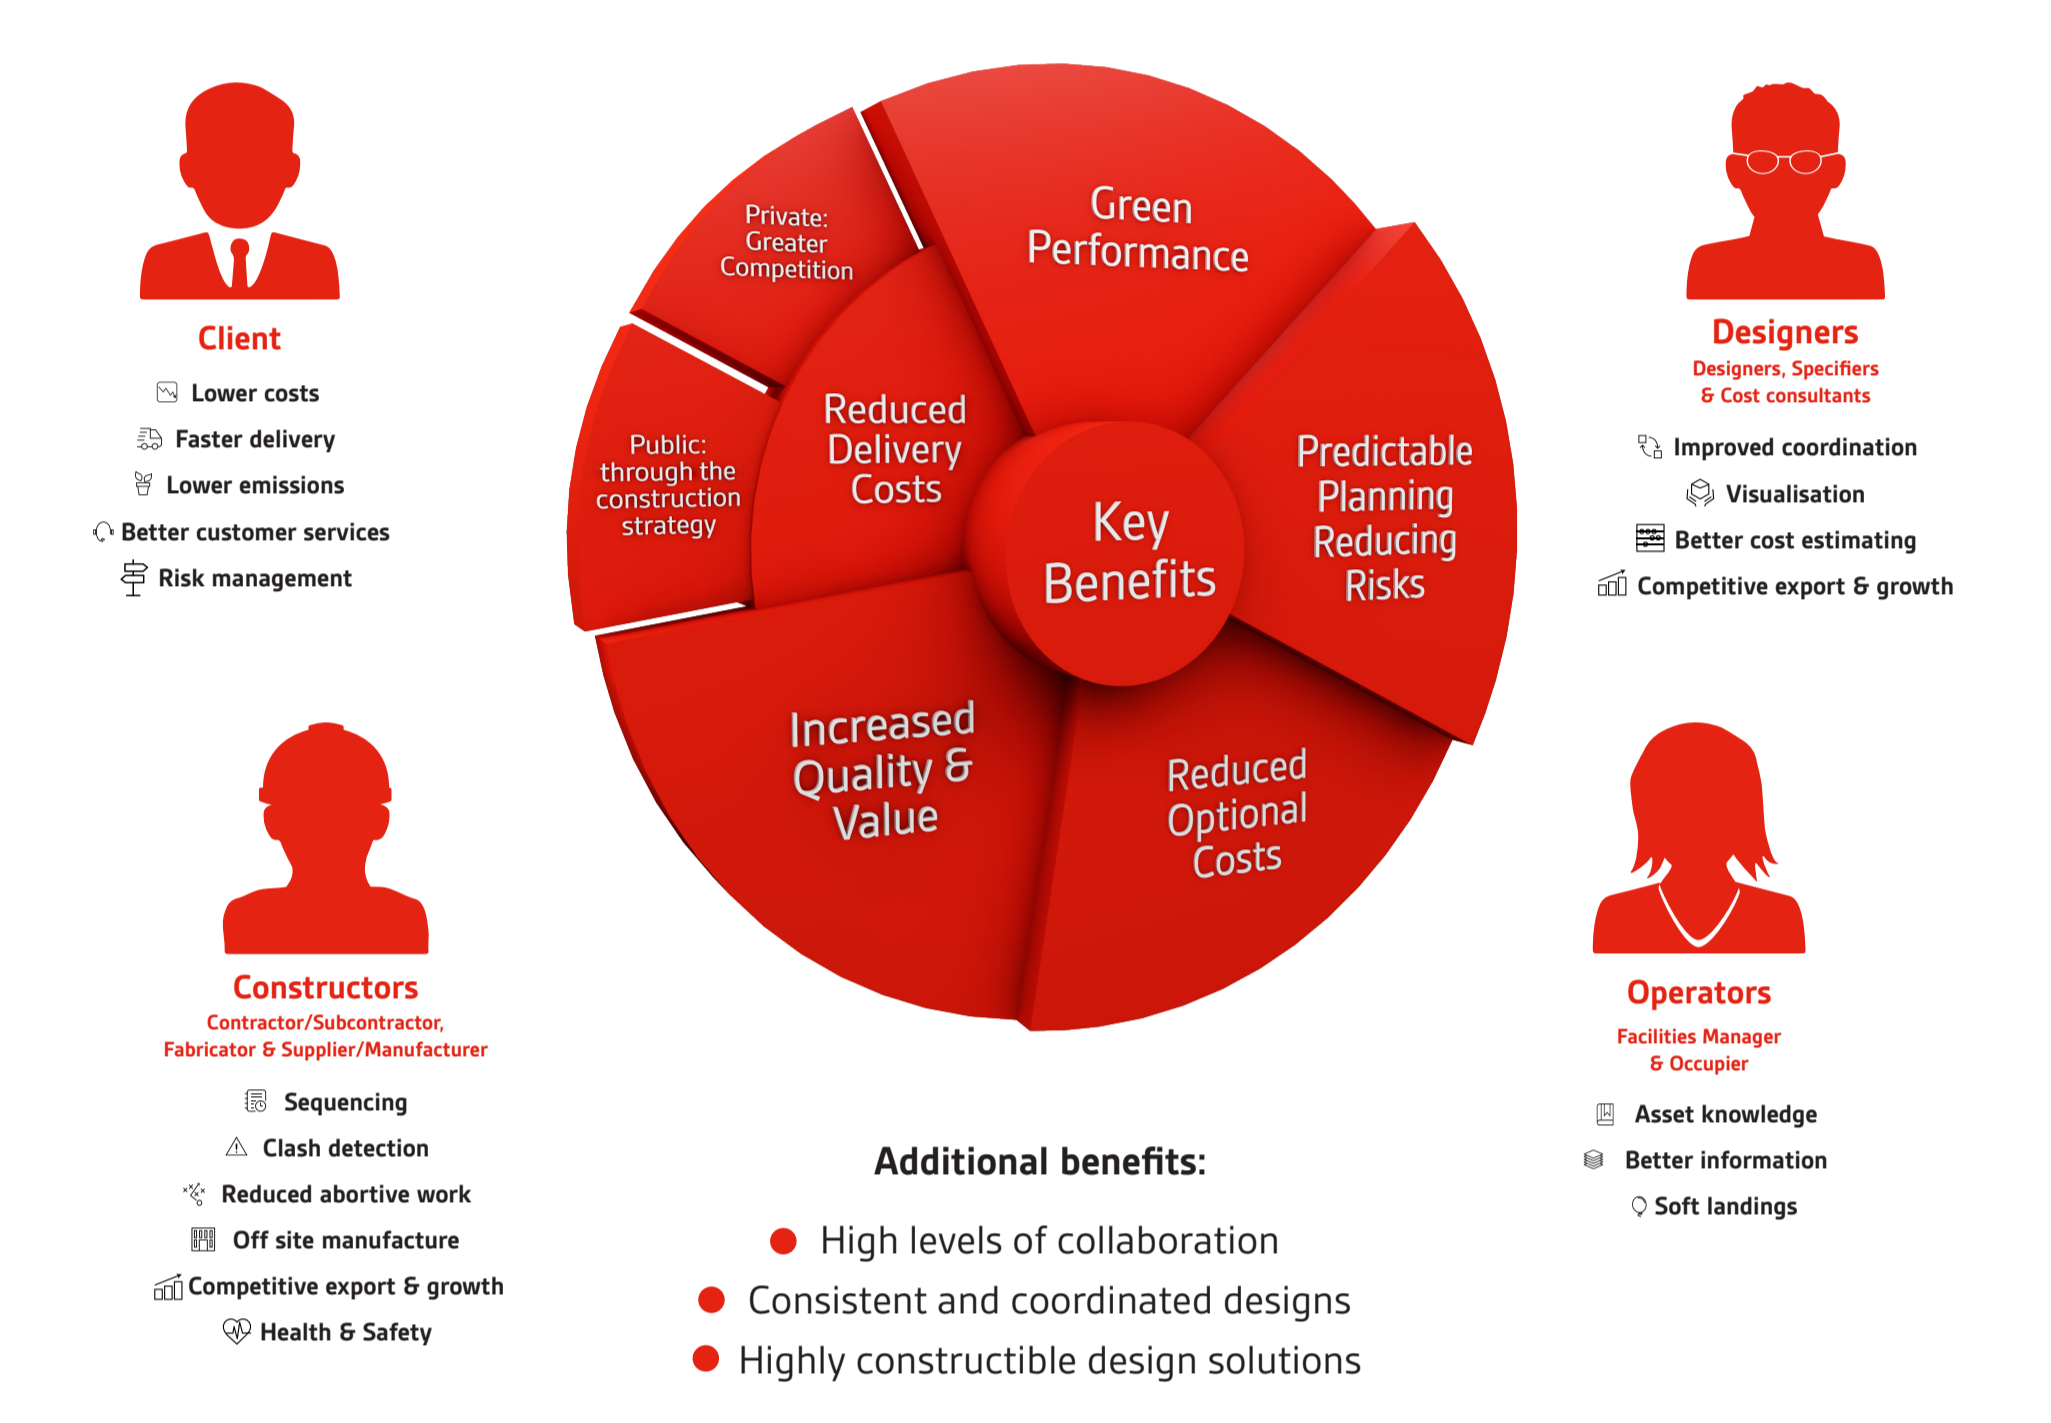 Client
Lower costs
Faster delivery
Lower emissions
Better customer services
Risk management
Constructors
Contractor/Subcontractor,
Fabricator & Supplier/Manufacturer
Sequencing
Clash detection
Reduced abortive work
Off site manufacture
Competitive export & growth
Health & Safety
Private:
Greater
Competition
Public:
through the
construction
strategy
Reduced
Delivery
Costs
Green
Performance
Key
Benefits
Predictable
Planning
Reducing
Risks
Increased
Quality &
Value
Reduced
Optional
Costs
Additional benefits:
High levels of collaboration
Consistent and coordinated designs
Highly constructible design solutions
Designers
Designers, Specifiers
& Cost consultants
Improved coordination
Visualisation
Better cost estimating
Competitive export & growth
Operators
Facilities Manager
& Occupier
Asset knowledge
Better information
Soft landings